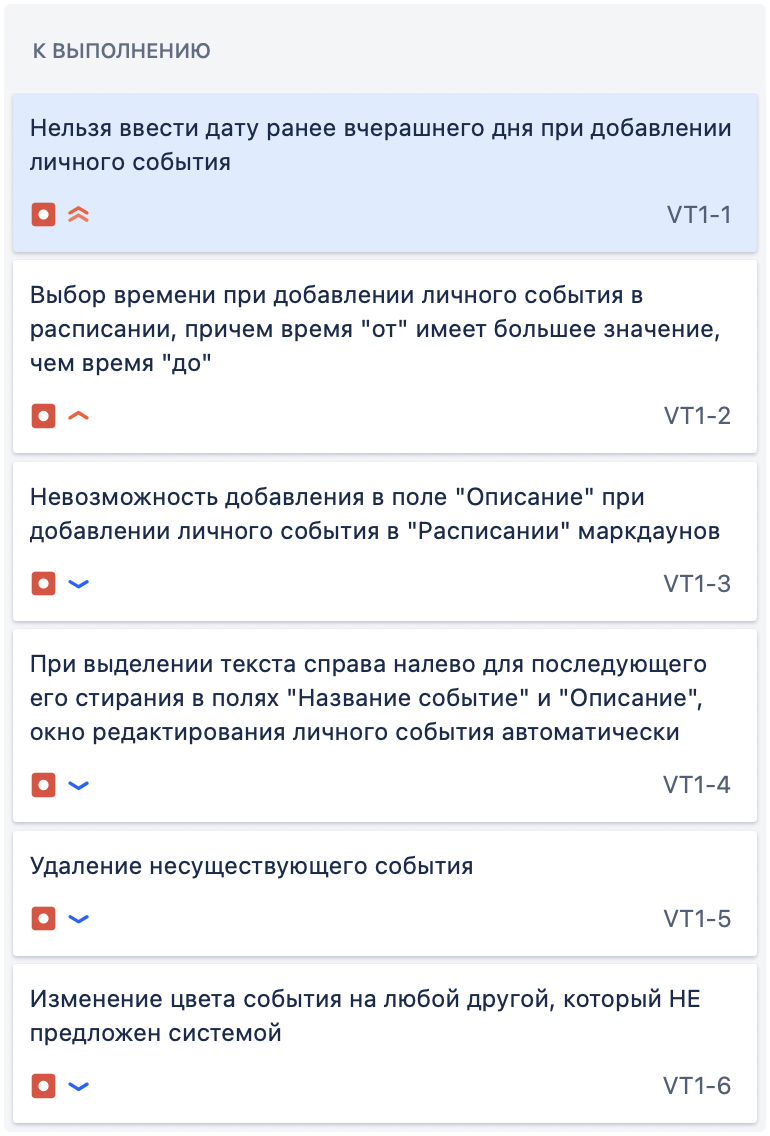 К ВЫПОЛНЕНИЮ
Нельзя ввести дату ранее вчерашнего дня при добавлении
личного события
VT1-1
Выбор времени при добавлении личного события в
расписании, причем время "от" имеет большее значение,
чем время "до"
VT1-2
Невозможность добавления в поле "Описание" при
добавлении личного события в "Расписании" маркдаунов
VT1-3
При выделении текста справа налево для последующего
его стирания в полях "Название событие" и "Описание",
окно редактирования личного события автоматически
VT1-4
Удаление несуществующего события
VT1-5
Изменение цвета события на любой другой, который НЕ
предложен системой
VT1-6